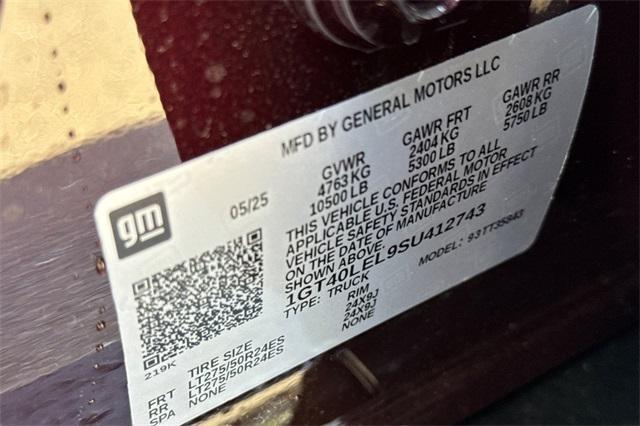 MFD BY GENERAL MOTORS LLC
gm
05/25
GVWR
4763 KG
10500 LB
GAWR FRT
2404 KG
5300 LB
GAWR RR
2608 KG
5750 LB
THIS VEHICLE CONFORMS TO ALL
APPLICABLE U.S. FEDERAL MOTOR
VEHICLE SAFETY STANDARDS IN EFFECT
ON THE DATE OF MANUFACTURE
SHOWN ABOVE.
1GT40LEL9SU412743
TYPE: TRUCK
MODEL: 93TT35843
219K
TIRE SIZE RIM
FRT LT275/50R24ES 24X9J
RR LT275/50R24ES 24X9J
SPA NONE NONE